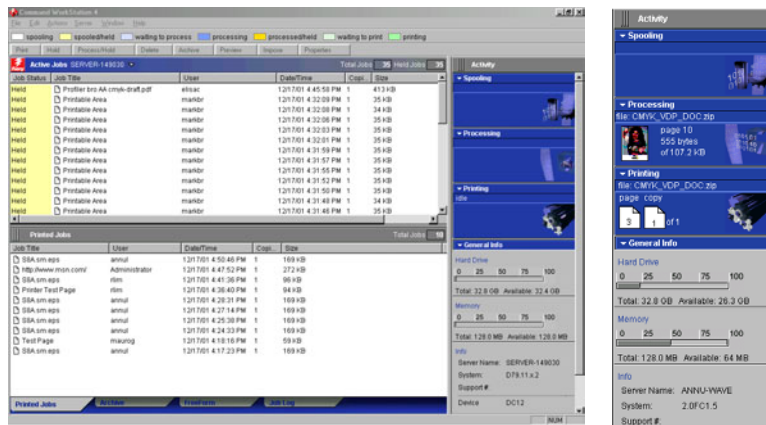 Command WorkStation 4
File Edit Actions Server Window Help
spooling spooled/held waiting to process processing processed/held waiting to print printing
Print Hold Process/Hold Delete Archive Preview Impose Properties
Active Jobs SERVER-149030 Total Jobs 35 Held Jobs 35
Job Status Job Title User Date/Time Copi... Size
Held Profiler bro AA cmyk-draft.pdf elisac 12/17/01 4:45:58 PM 1 413 KB
Held Printable Area markbr 12/17/01 4:32:09 PM 1 35 KB
Held Printable Area markbr 12/17/01 4:32:08 PM 1 34 KB
Held Printable Area markbr 12/17/01 4:32:06 PM 1 35 KB
Held Printable Area markbr 12/17/01 4:32:03 PM 1 35 KB
Held Printable Area markbr 12/17/01 4:32:01 PM 1 35 KB
Held Printable Area markbr 12/17/01 4:31:59 PM 1 35 KB
Held Printable Area markbr 12/17/01 4:31:57 PM 1 35 KB
Held Printable Area markbr 12/17/01 4:31:55 PM 1 35 KB
Held Printable Area markbr 12/17/01 4:31:52 PM 1 35 KB
Held Printable Area markbr 12/17/01 4:31:50 PM 1 35 KB
Held Printable Area markbr 12/17/01 4:31:48 PM 1 34 KB
Held Printable Area markbr 12/17/01 4:31:46 PM 1 35 KB
Printed Jobs Total Jobs 10
Job Title User Date/Time Copi... Size
S8A.sm.eps annul 12/17/01 4:50:46 PM 1 169 KB
http://www.msn.com/ Administrator 12/17/01 4:47:52 PM 1 272 KB
S8A.sm.eps rlim 12/17/01 4:41:36 PM 1 96 KB
Printer Test Page rlim 12/17/01 4:36:40 PM 1 94 KB
S8A.sm.eps annul 12/17/01 4:28:31 PM 1 169 KB
S8A.sm.eps annul 12/17/01 4:27:14 PM 1 169 KB
S8A.sm.eps annul 12/17/01 4:25:38 PM 1 169 KB
S8A.sm.eps annul 12/17/01 4:24:33 PM 1 169 KB
Test Page maurog 12/17/01 4:18:16 PM 1 59 KB
S8A.sm.eps annul 12/17/01 4:17:23 PM 1 169 KB
Printed Jobs Archive FreeForm Job Log
NUM
Activity
Spooling
Processing
Printing
idle
General Info
Hard Drive
0 25 50 75 100
Total: 32.8 GB Available: 32.4 GB
Memory
0 25 50 75 100
Total: 128.0 MB Available: 128.0 MB
Info
Server Name: SERVER-149030
System: D79.11.x.2
Support #:
Device DC12
Activity
Spooling
Processing
file: CMYK_VDP_DOC.zip
page 10
555 bytes
of 107.2 KB
Printing
file: CMYK_VDP_DOC.zip
page copy
3 1 of 1
General Info
Hard Drive
0 25 50 75 100
Total: 32.8 GB Available: 26.3 GB
Memory
0 25 50 75 100
Total: 128.0 MB Available: 64 MB
Info
Server Name: ANNU-WAVE
System: 2.0FC1.5
Support #: